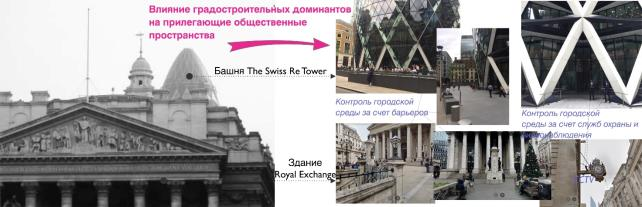 Влияние градостроительных доминантов
на прилегающие общественные
пространства
Башня The Swiss Re Tower
Контроль городской
среды за счет барьеров
Контроль городской
среды за счет служб охраны и
видеонаблюдения
Здание
Royal Exchange
CCTV